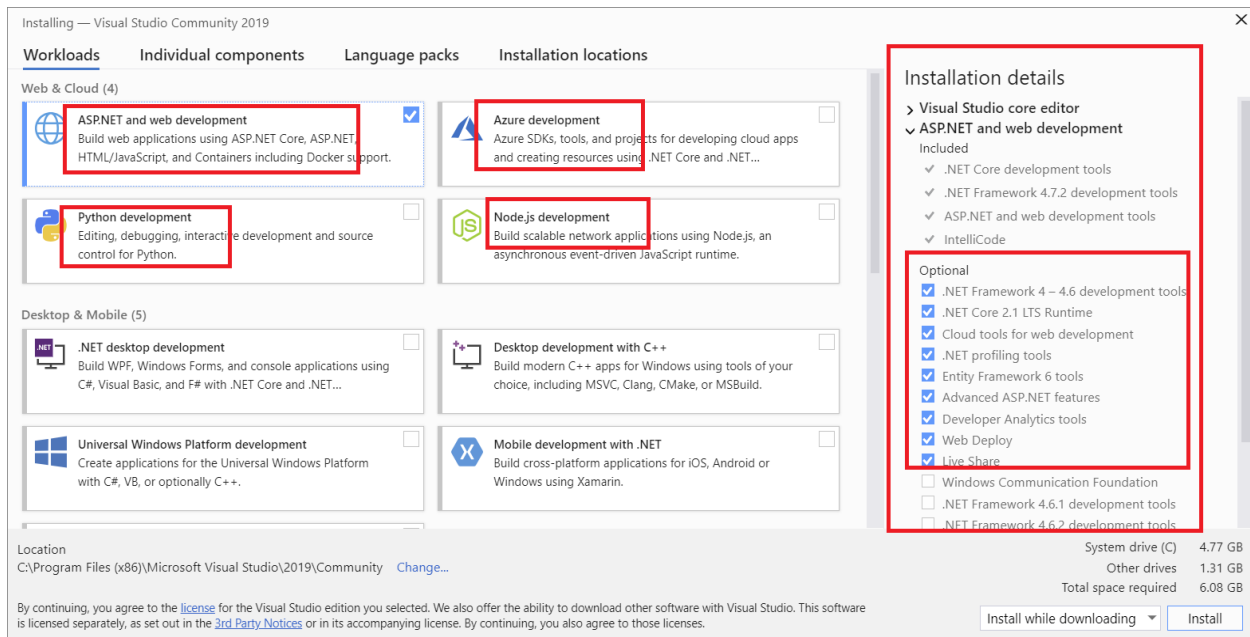 Installing — Visual Studio Community 2019
Workloads
Individual components
Language packs
Installation locations
Web & Cloud (4)
ASP.NET and web development
Build web applications using ASP.NET Core, ASP.NET,
HTML/JavaScript, and Containers including Docker support.
Azure development
Azure SDKs, tools, and projects for developing cloud apps
and creating resources using .NET Core and .NET...
Python development
Editing, debugging, interactive development and source
control for Python.
JS
Node.js development
Build scalable network applications using Node.js, an
asynchronous event-driven JavaScript runtime.
Desktop & Mobile (5)
.NET
.NET desktop development
Build WPF, Windows Forms, and console applications using
C#, Visual Basic, and F# with .NET Core and .NET...
Desktop development with C++
Build modern C++ apps for Windows using tools of your
choice, including MSVC, Clang, CMake, or MSBuild.
Universal Windows Platform development
Create applications for the Universal Windows Platform
with C#, VB, or optionally C++.
Mobile development with .NET
Build cross-platform applications for iOS, Android or
Windows using Xamarin.
Installation details
Visual Studio core editor
ASP.NET and web development
Included
.NET Core development tools
.NET Framework 4.7.2 development tools
ASP.NET and web development tools
IntelliCode
Optional
.NET Framework 4 – 4.6 development tools
.NET Core 2.1 LTS Runtime
Cloud tools for web development
.NET profiling tools
Entity Framework 6 tools
Advanced ASP.NET features
Developer Analytics tools
Web Deploy
Live Share
Windows Communication Foundation
.NET Framework 4.6.1 development tools
.NET Framework 4.6.2 development tools
Location
C:\Program Files (x86)\Microsoft Visual Studio\2019\Community Change...
System drive (C) 4.77 GB
Other drives 1.31 GB
Total space required 6.08 GB
By continuing, you agree to the license for the Visual Studio edition you selected. We also offer the ability to download other software with Visual Studio. This software
is licensed separately, as set out in the 3rd Party Notices or in its accompanying license. By continuing, you also agree to those licenses.
Install while downloading
Install